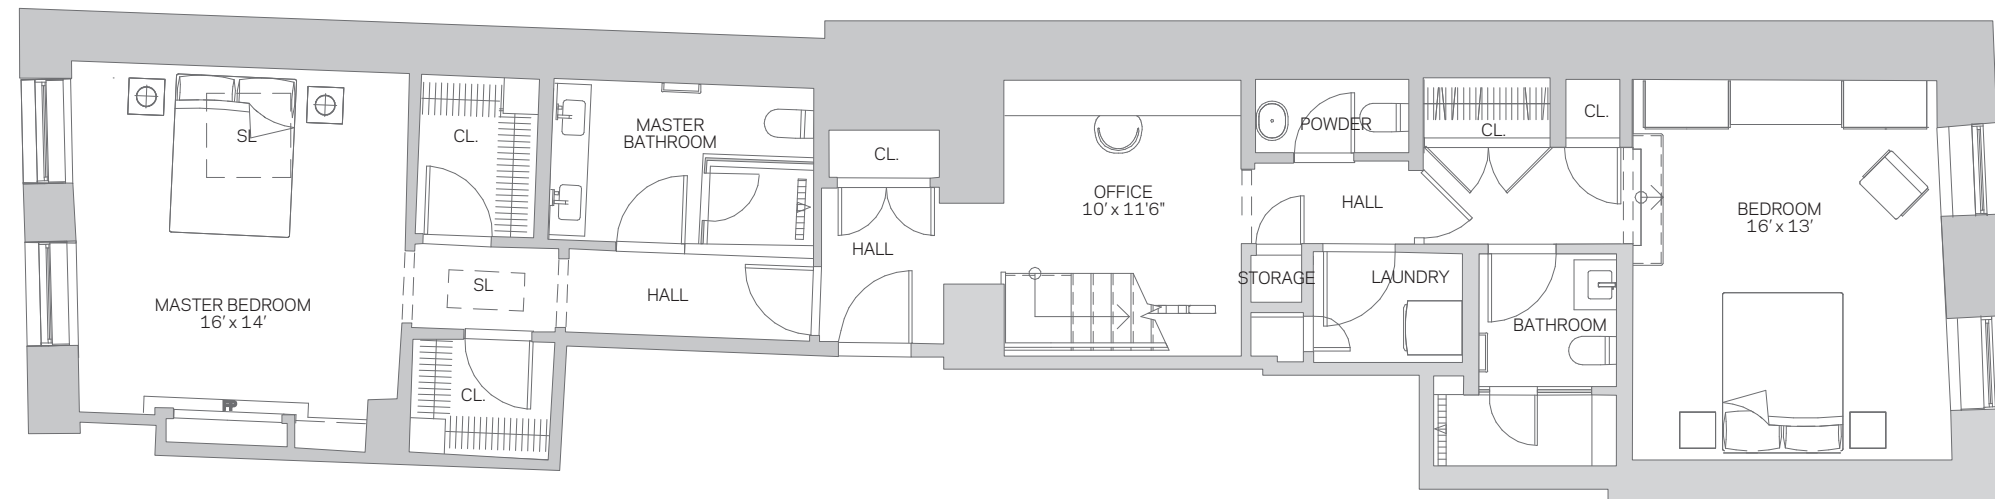 SL
MASTER BEDROOM
16' x 14'
CL.
SL
CL.
MASTER
BATHROOM
HALL
CL.
HALL
OFFICE
10' x 11'6"
POWDER
HALL
STORAGE
LAUNDRY
CL.
CL.
BATHROOM
BEDROOM
16' x 13'